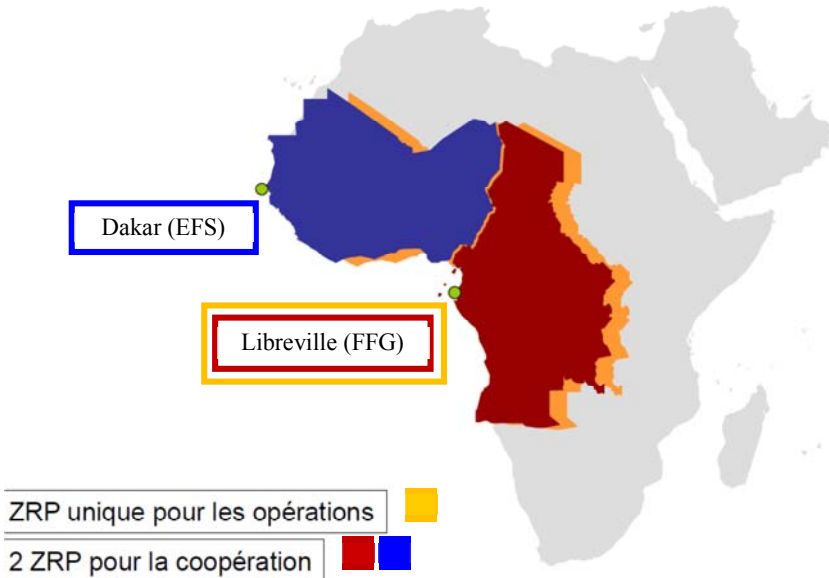 Dakar (EFS)
Libreville (FFG)
ZRP unique pour les opérations
2 ZRP pour la coopération